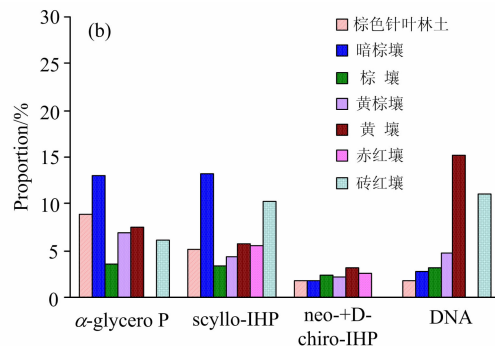 (b)
30
25
20
15
10
5
0
Proportion/%
棕色针叶林土
暗棕壤
棕 壤
黄棕壤
黄 壤
赤红壤
砖红壤
α-glycero P
scyllo-IHP
neo-+D-
chiro-IHP
DNA